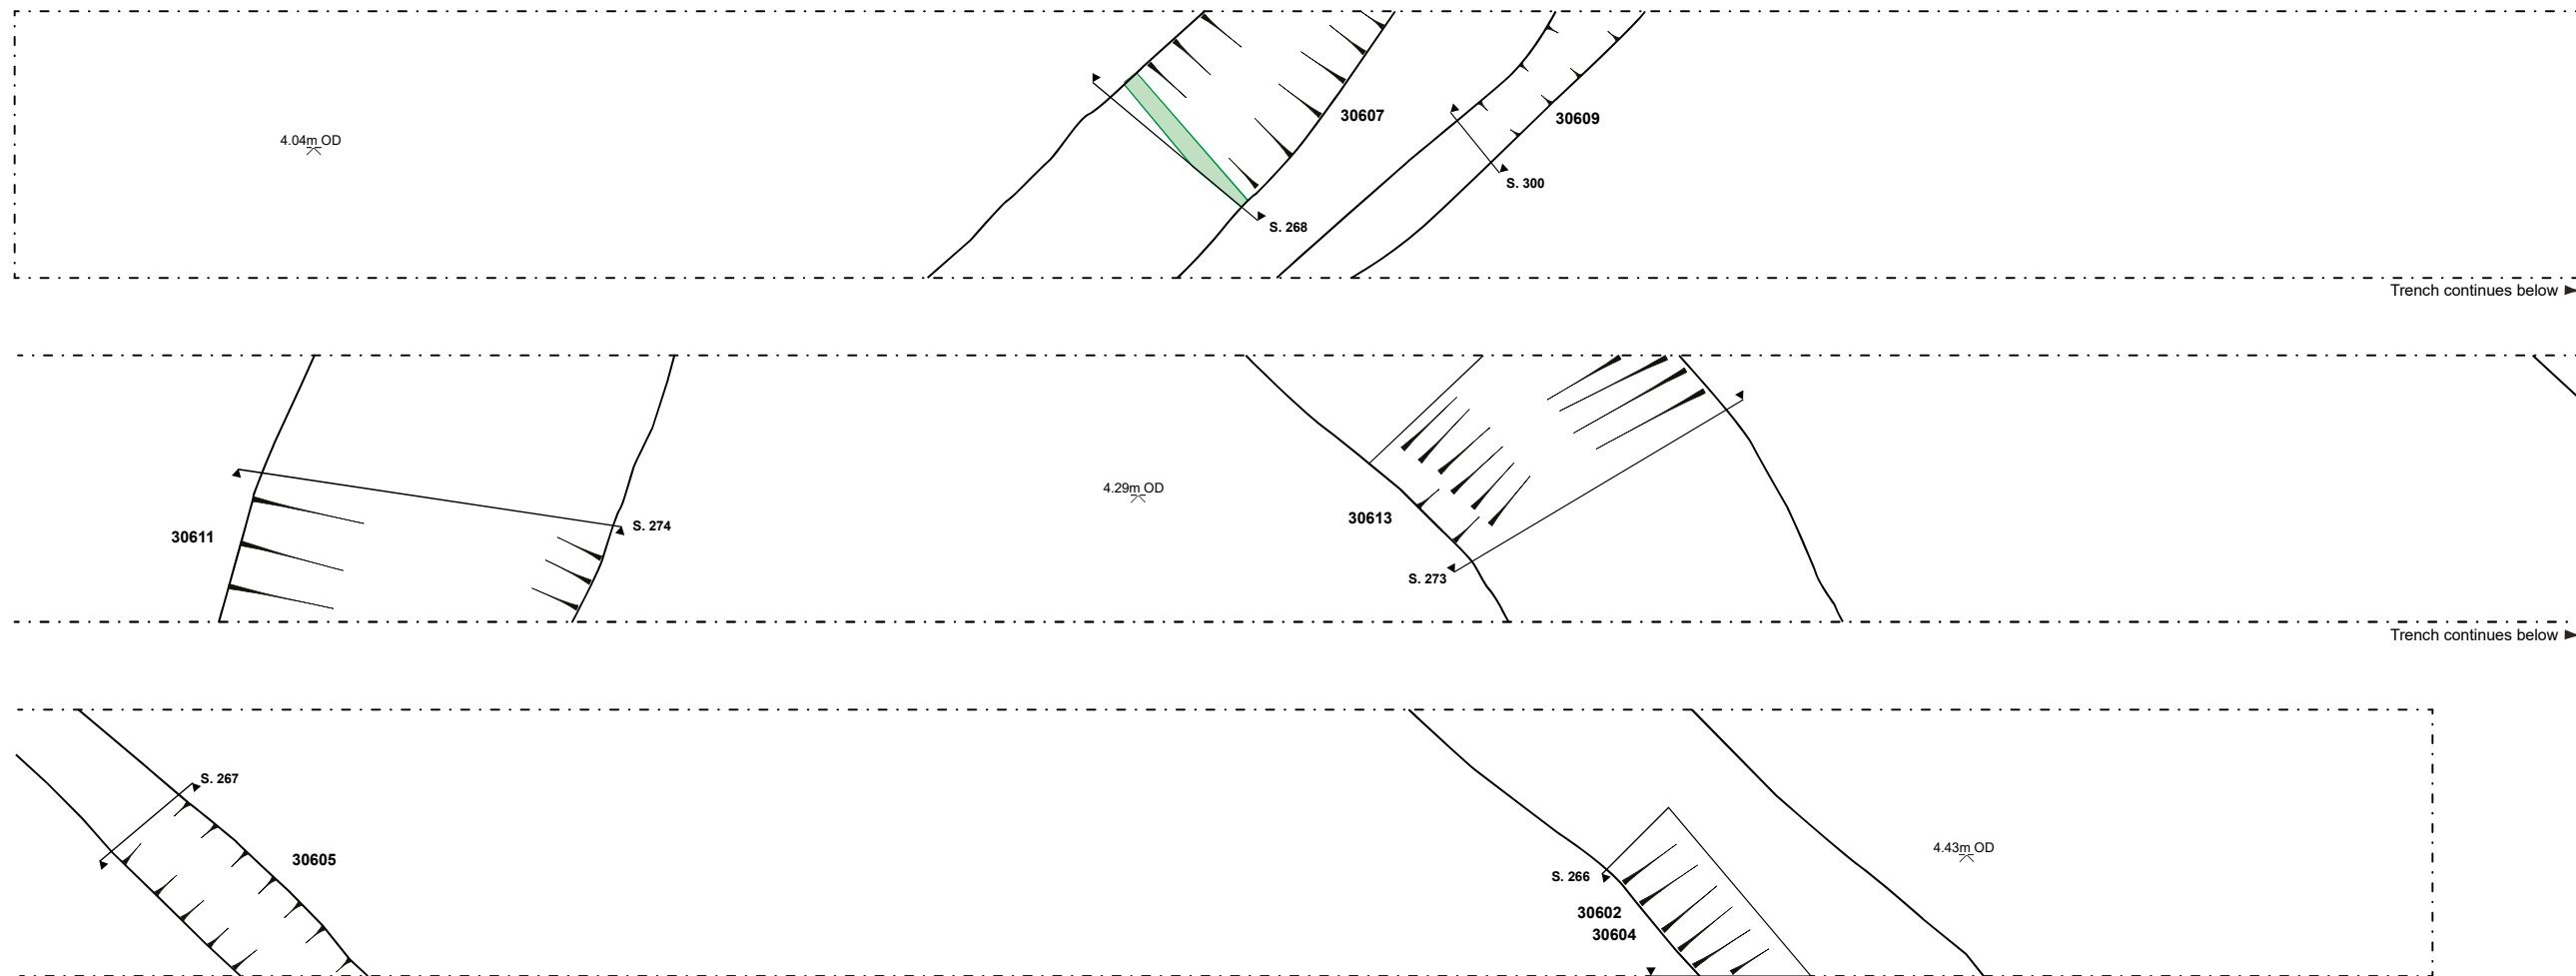 30607
30609
4.04m OD
S. 300
S. 268
Trench continues below
4.29m OD
30613
S. 274
30611
S. 273
Trench continues below
S. 267
30605
4.43m OD
S. 266
30602
30604